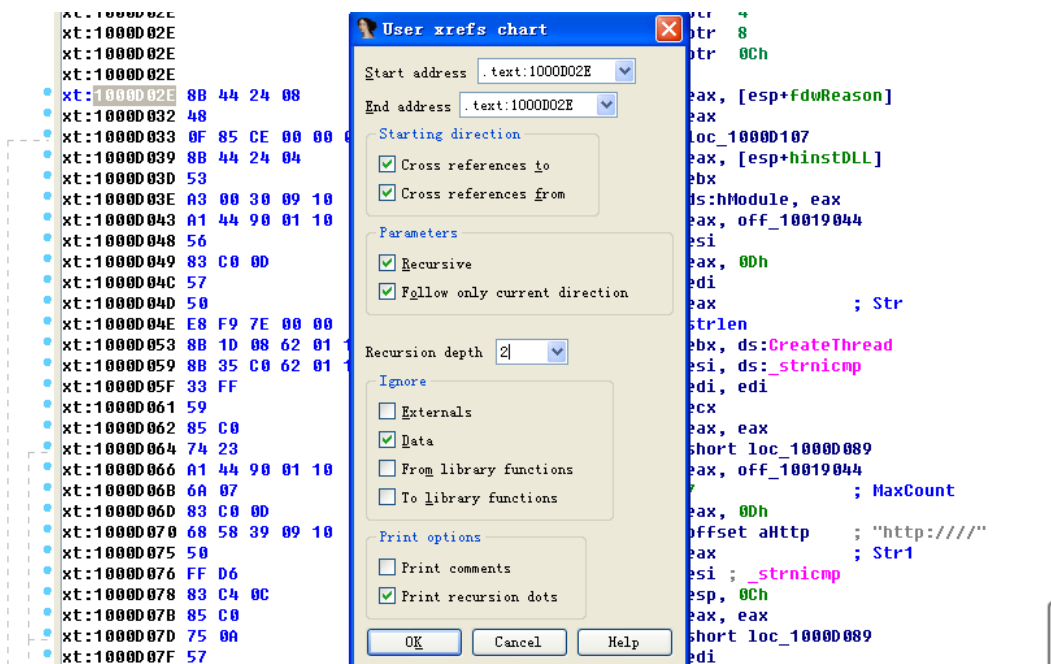 xt:1000D02E ptr 4
xt:1000D02E ptr 8
xt:1000D02E ptr 0Ch
xt:1000D02E
xt:1000D02E 8B 44 24 08 eax, [esp+fdwReason]
xt:1000D032 48 eax
xt:1000D033 0F 85 CE 00 00 loc_1000D107
xt:1000D039 8B 44 24 04 eax, [esp+hinstDLL]
xt:1000D03D 53 ebx
xt:1000D03E A3 00 30 09 10 ds:hModule, eax
xt:1000D043 A1 44 90 01 10 eax, off_10019044
xt:1000D048 56 esi
xt:1000D049 83 C0 0D eax, 0Dh
xt:1000D04C 57 edi
xt:1000D04D 50 eax ; Str
xt:1000D04E E8 F9 7E 00 00 strlen
xt:1000D053 8B 1D 08 62 01 ebx, ds:CreateThread
xt:1000D059 8B 35 C0 62 01 esi, ds:_strnicmp
xt:1000D05F 33 FF edi, edi
xt:1000D061 59 ecx
xt:1000D062 85 C0 eax, eax
xt:1000D064 74 23 short loc_1000D089
xt:1000D066 A1 44 90 01 10 eax, off_10019044
xt:1000D06B 6A 07 ; MaxCount
xt:1000D06D 83 C0 0D eax, 0Dh
xt:1000D070 68 58 39 09 10 offset aHttp ; "http:////"
xt:1000D075 50 eax ; Str1
xt:1000D076 FF D6 esi ; _strnicmp
xt:1000D078 83 C4 0C esp, 0Ch
xt:1000D07B 85 C0 eax, eax
xt:1000D07D 75 0A short loc_1000D089
xt:1000D07F 57 edi
User xrefs chart
Start address .text:1000D02E
End address .text:1000D02E
Starting direction
Cross references to
Cross references from
Parameters
Recursive
Follow only current direction
Recursion depth 2
Ignore
Externals
Data
From library functions
To library functions
Print options
Print comments
Print recursion dots
OK Cancel Help